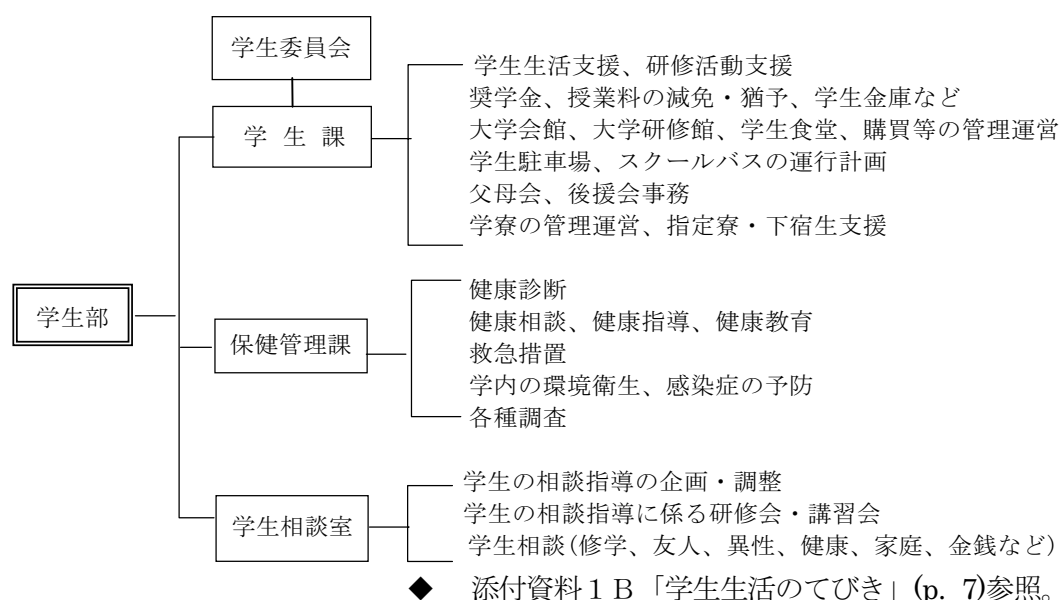 学生委員会
学 生 課
学生生活支援、研修活動支援
奨学金、授業料の減免・猶予、学生金庫など
大学会館、大学研修館、学生食堂、購買等の管理運営
学生駐車場、スクールバスの運行計画
父母会、後援会事務
学寮の管理運営、指定寮・下宿生支援
学生部
保健管理課
健康診断
健康相談、健康指導、健康教育
救急措置
学内の環境衛生、感染症の予防
各種調査
学生相談室
学生の相談指導の企画・調整
学生の相談指導に係る研修会・講習会
学生相談(修学、友人、異性、健康、家庭、金銭など)
◆ 添付資料１Ｂ「学生生活のてびき」(p. 7)参照。